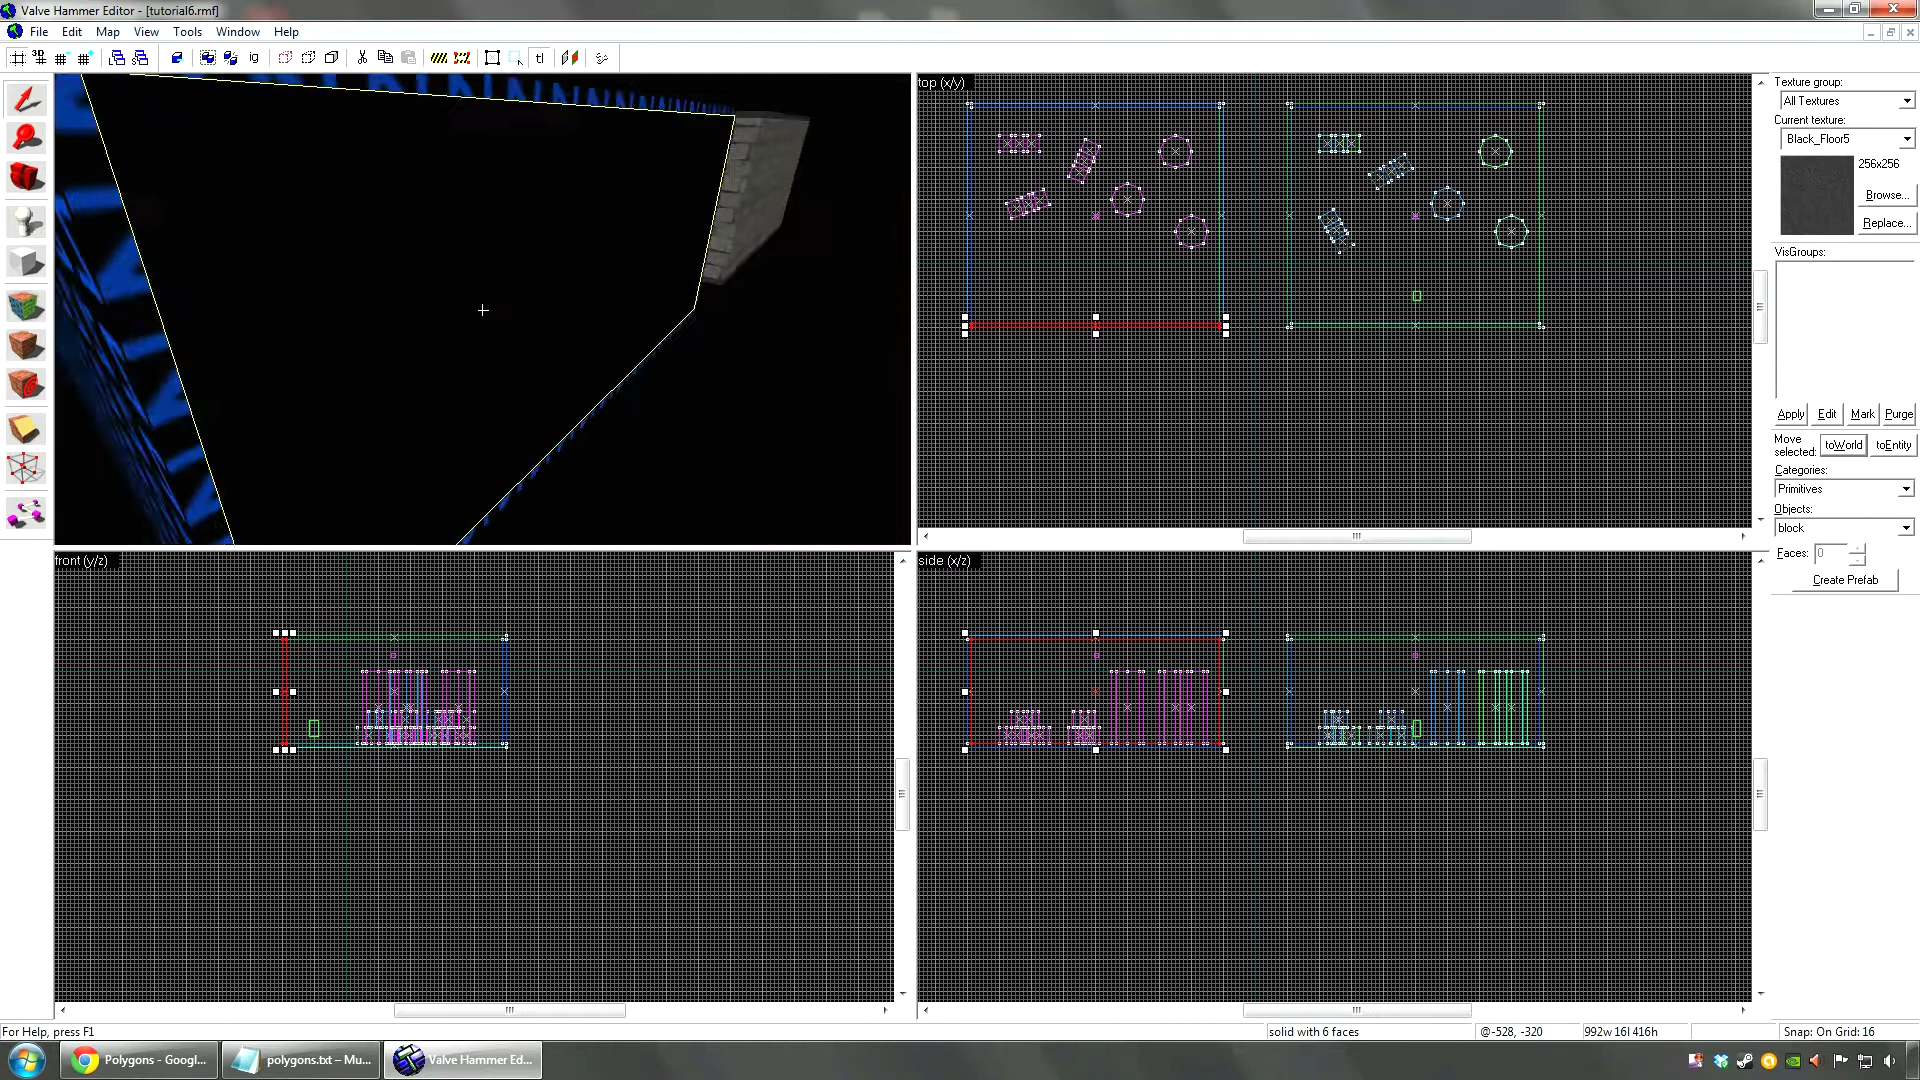 Valve Hammer Editor - [tutorial6.rmf]
File Edit Map View Tools Window Help
3D
ig
tl
top (x/y)
Texture group:
All Textures
Current texture:
Black_Floor5
256x256
Browse...
Replace...
VisGroups:
Apply Edit Mark Purge
Move selected: toWorld toEntity
Categories:
Primitives
Objects:
block
Faces: 0
Create Prefab
front (y/z)
side (x/z)
For Help, press F1
solid with 6 faces
@-528, -320
992w 16l 416h
Snap: On Grid: 16
Polygons - Googl...
polygons.txt – Mu...
Valve Hammer Ed...